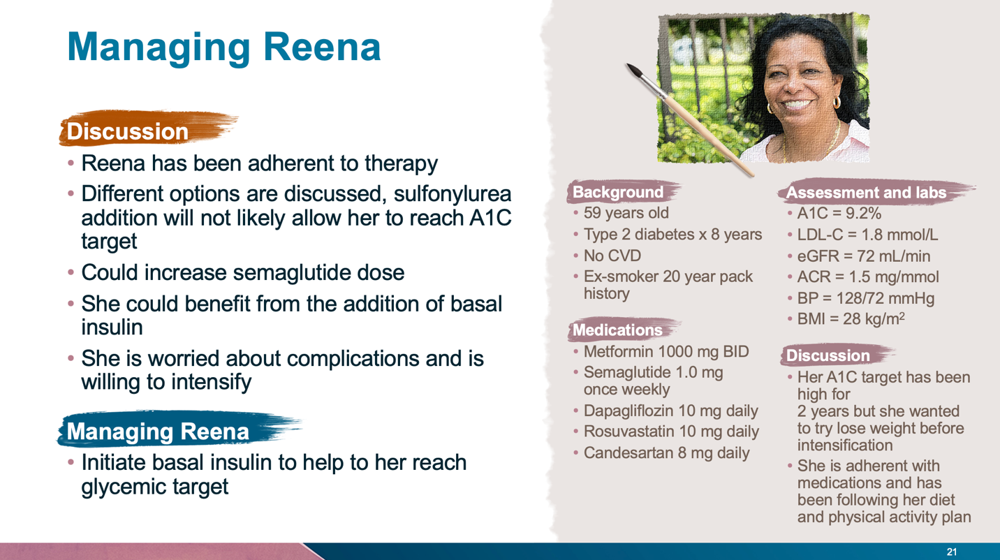 Managing Reena
Discussion
• Reena has been adherent to therapy
• Different options are discussed, sulfonylurea
addition will not likely allow her to reach A1C
target
• Could increase semaglutide dose
• She could benefit from the addition of basal
insulin
• She is worried about complications and is
willing to intensify
Managing Reena
• Initiate basal insulin to help to her reach
glycemic target
Background
• 59 years old
• Type 2 diabetes x 8 years
• No CVD
• Ex-smoker 20 year pack
history
Medications
• Metformin 1000 mg BID
• Semaglutide 1.0 mg
once weekly
• Dapagliflozin 10 mg daily
• Rosuvastatin 10 mg daily
• Candesartan 8 mg daily
Assessment and labs
• A1C = 9.2%
• LDL-C = 1.8 mmol/L
• eGFR = 72 mL/min
• ACR = 1.5 mg/mmol
• BP = 128/72 mmHg
• BMI = 28 kg/m²
Discussion
• Her A1C target has been
high for
2 years but she wanted
to try lose weight before
intensification
• She is adherent with
medications and has
been following her diet
and physical activity plan
21